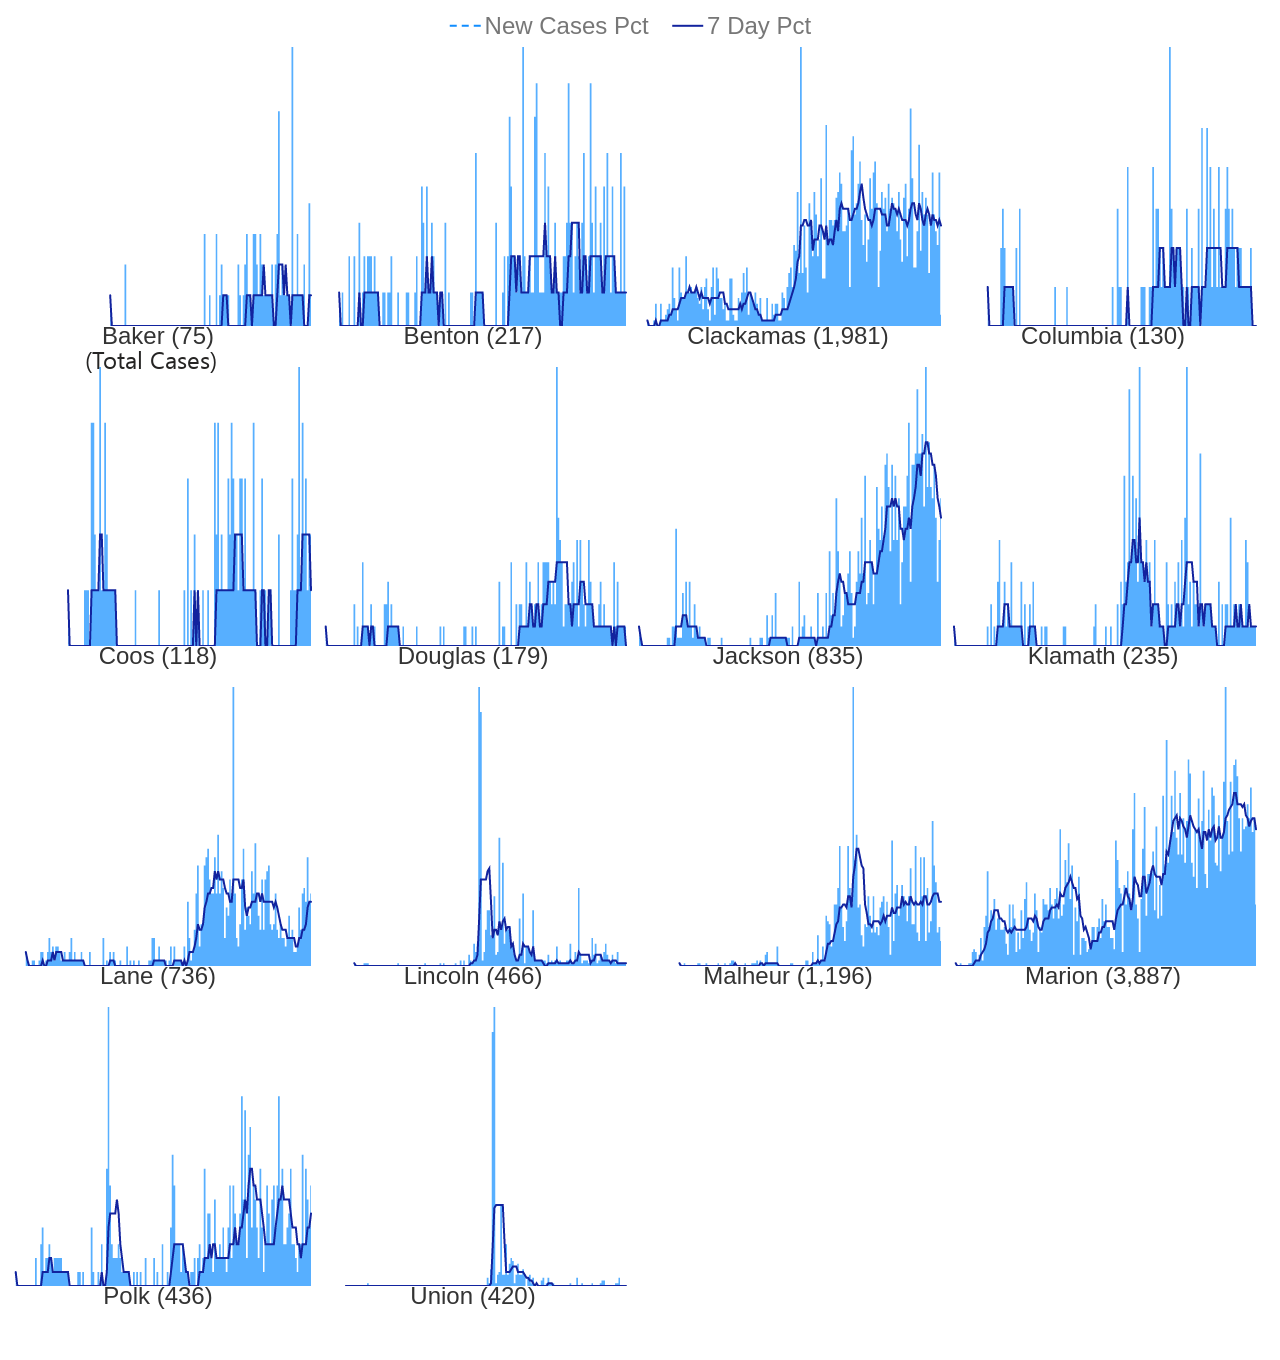 New Cases Pct 7 Day Pct
Baker (75) Benton (217) Clackamas (1,981) Columbia (130)
(Total Cases)
Coos (118) Douglas (179) Jackson (835) Klamath (235)
Lane (736) Lincoln (466) Malheur (1,196) Marion (3,887)
Polk (436) Union (420)